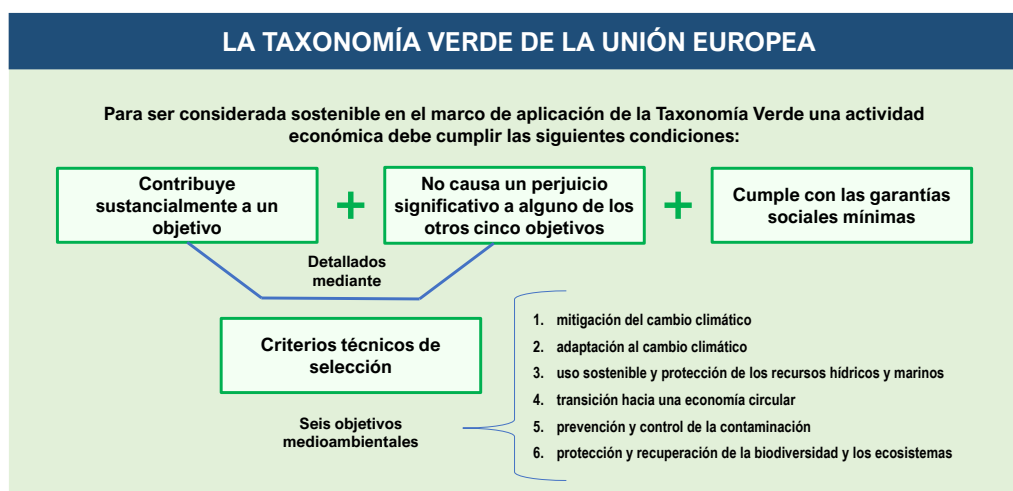 LA TAXONOMÍA VERDE DE LA UNIÓN EUROPEA
Para ser considerada sostenible en el marco de aplicación de la Taxonomía Verde una actividad
económica debe cumplir las siguientes condiciones:
Contribuye
sustancialmente a un
objetivo
+
No causa un perjuicio
significativo a alguno de los
otros cinco objetivos
+
Cumple con las garantías
sociales mínimas
Detallados
mediante
Criterios técnicos de
selección
Seis objetivos
medioambientales
1. mitigación del cambio climático
2. adaptación al cambio climático
3. uso sostenible y protección de los recursos hídricos y marinos
4. transición hacia una economía circular
5. prevención y control de la contaminación
6. protección y recuperación de la biodiversidad y los ecosistemas